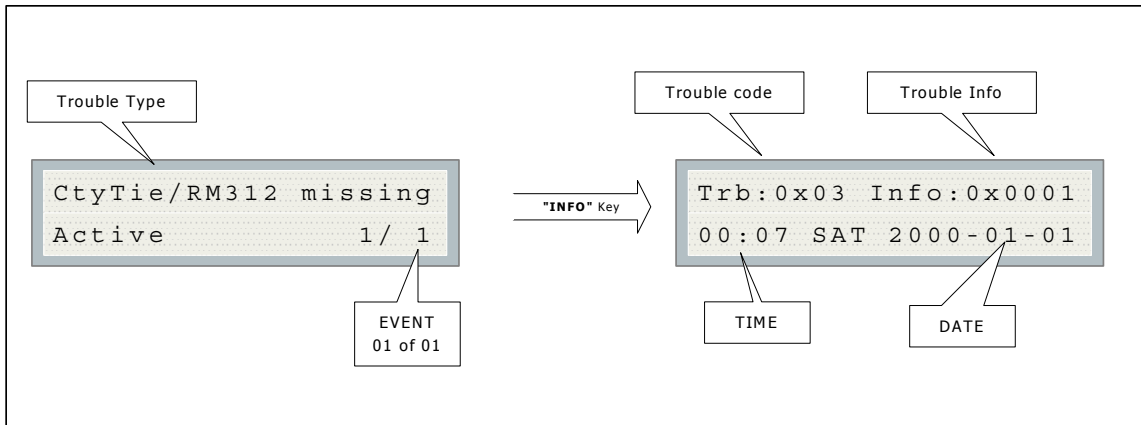 Trouble Type
CtyTie/RM312 missing
Active 1/ 1
EVENT
01 of 01
"INFO" Key
Trouble code
Trouble Info
Trb:0x03 Info:0x0001
00:07 SAT 2000-01-01
TIME
DATE